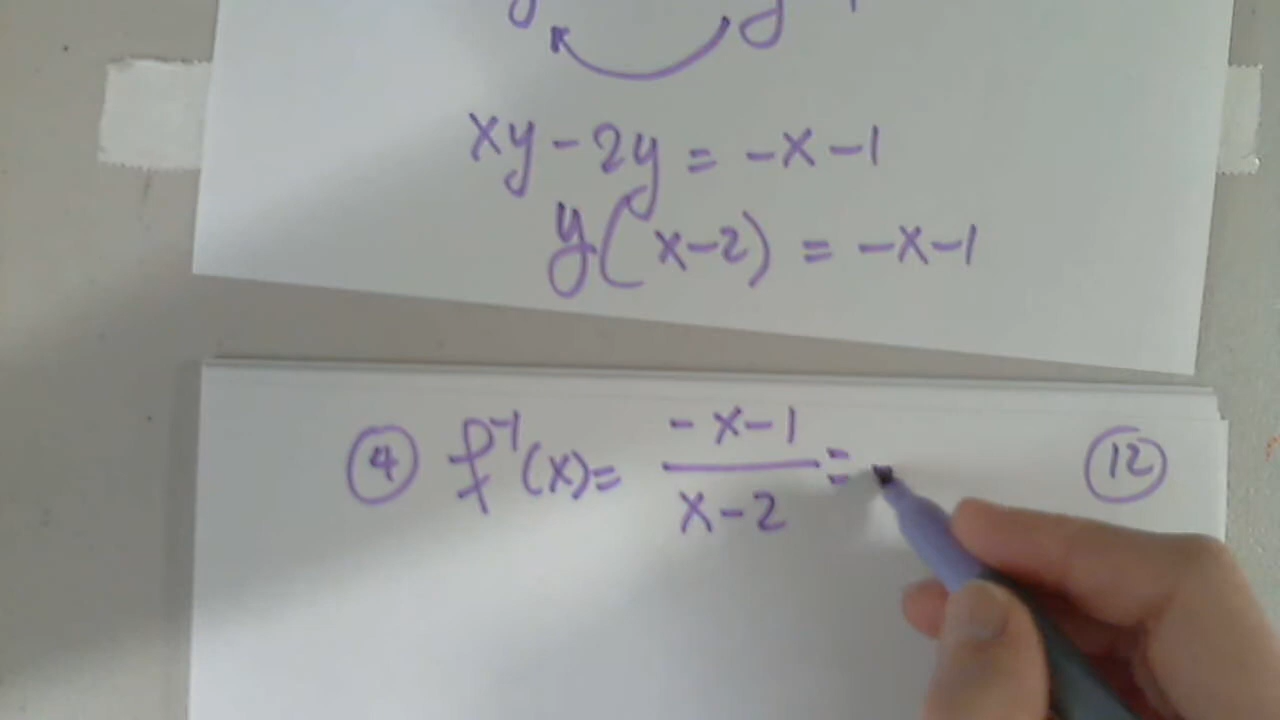 xy - 2y = -x - 1
y(x-2) = -x - 1
④ f⁻¹(x) = (-x-1)/(x-2) =
⑫